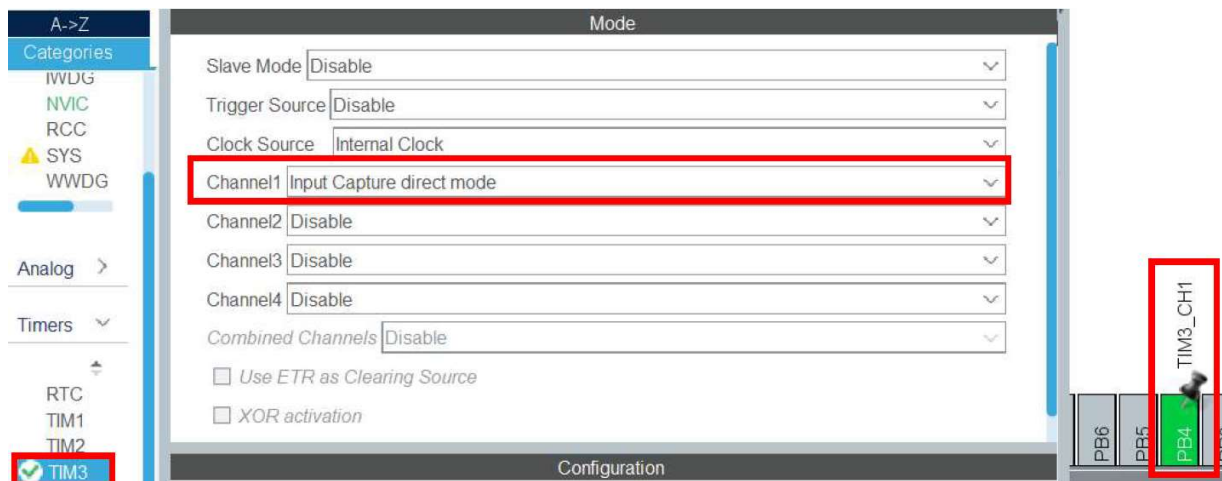 A->Z
Categories
IWDG
NVIC
RCC
SYS
WWDG
Analog
Timers
RTC
TIM1
TIM2
TIM3
Mode
Slave Mode Disable
Trigger Source Disable
Clock Source Internal Clock
Channel1 Input Capture direct mode
Channel2 Disable
Channel3 Disable
Channel4 Disable
Combined Channels Disable
Use ETR as Clearing Source
XOR activation
Configuration
TIM3_CH1
PB6
PB5
PB4